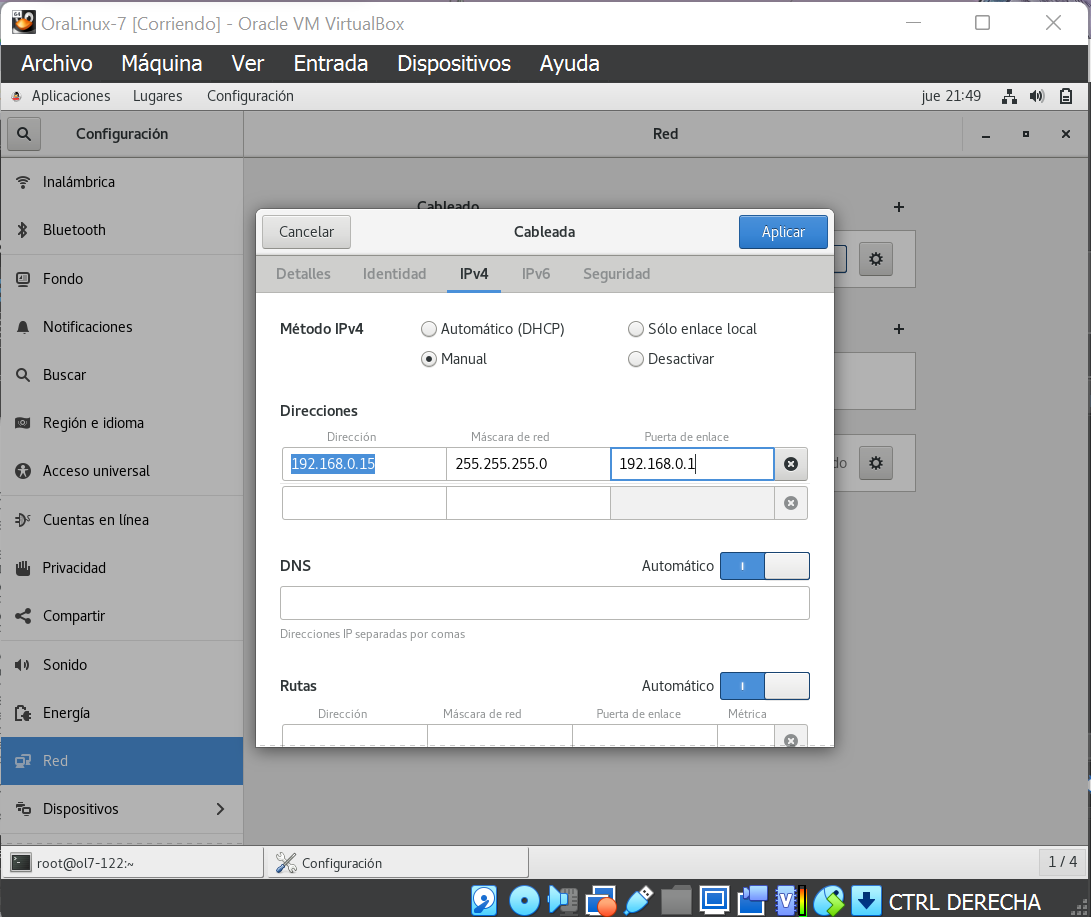 OraLinux-7 [Corriendo] - Oracle VM VirtualBox
Archivo Máquina Ver Entrada Dispositivos Ayuda
Aplicaciones Lugares Configuración jue 21:49
Configuración Red
Inalámbrica
Bluetooth
Fondo
Notificaciones
Buscar
Región e idioma
Acceso universal
Cuentas en línea
Privacidad
Compartir
Sonido
Energía
Red
Dispositivos
Cableado
Cancelar Cableada Aplicar
Detalles Identidad IPv4 IPv6 Seguridad
Método IPv4 Automático (DHCP) Sólo enlace local
Manual Desactivar
Direcciones
Dirección Máscara de red Puerta de enlace
192.168.0.15 255.255.255.0 192.168.0.1
do
DNS Automático
Direcciones IP separadas por comas
Rutas Automático
Dirección Máscara de red Puerta de enlace Métrica
root@ol7-122:~ Configuración 1 / 4
CTRL DERECHA